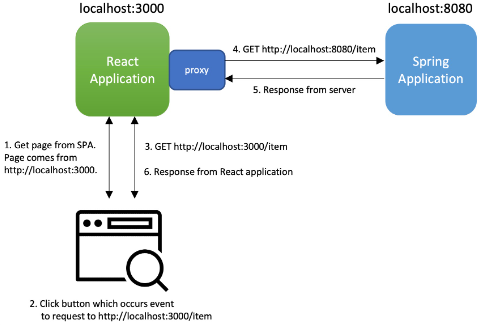 localhost:3000
localhost:8080
React
Application
proxy
4. GET http://localhost:8080/item
5. Response from server
Spring
Application
1. Get page from SPA.
Page comes from
http://localhost:3000.
3. GET http://localhost:3000/item
6. Response from React application
2. Click button which occurs event
to request to http://localhost:3000/item